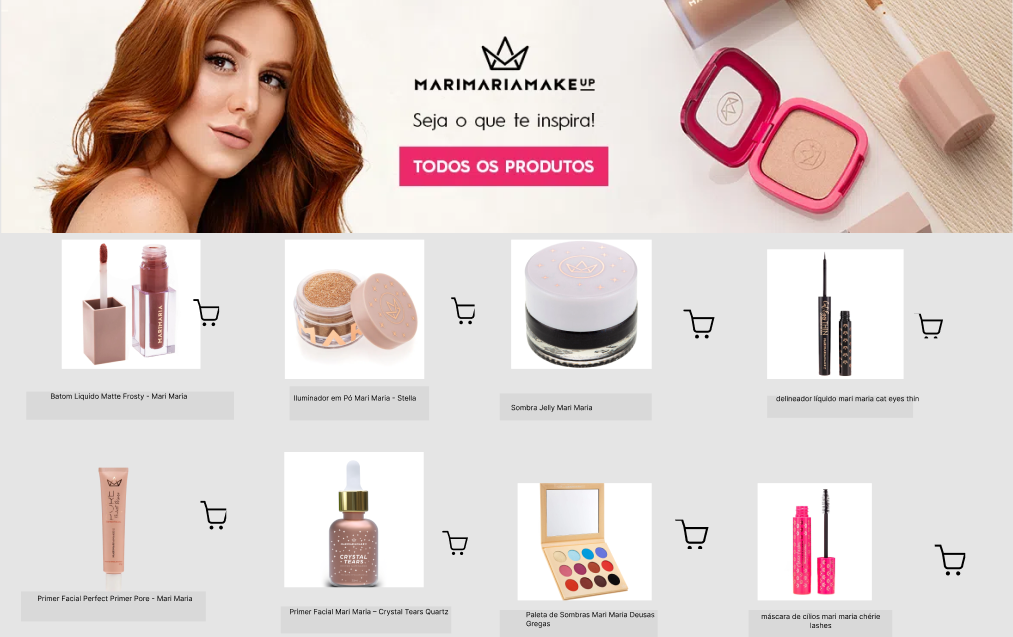 MARIMARIAMAKEUP
Seja o que te inspira!
TODOS OS PRODUTOS
MARIMARIA
Batom Liquido Matte Frosty - Mari Maria
Iluminador em Pó Mari Maria - Stella
Sombra Jelly Mari Maria
delineador líquido mari maria cat eyes thin
Primer Facial Perfect Primer Pore - Mari Maria
CRYSTAL
TEARS
Primer Facial Mari Maria – Crystal Tears Quartz
Paleta de Sombras Mari Maria Deusas
Gregas
máscara de cílios mari maria chérie
lashes